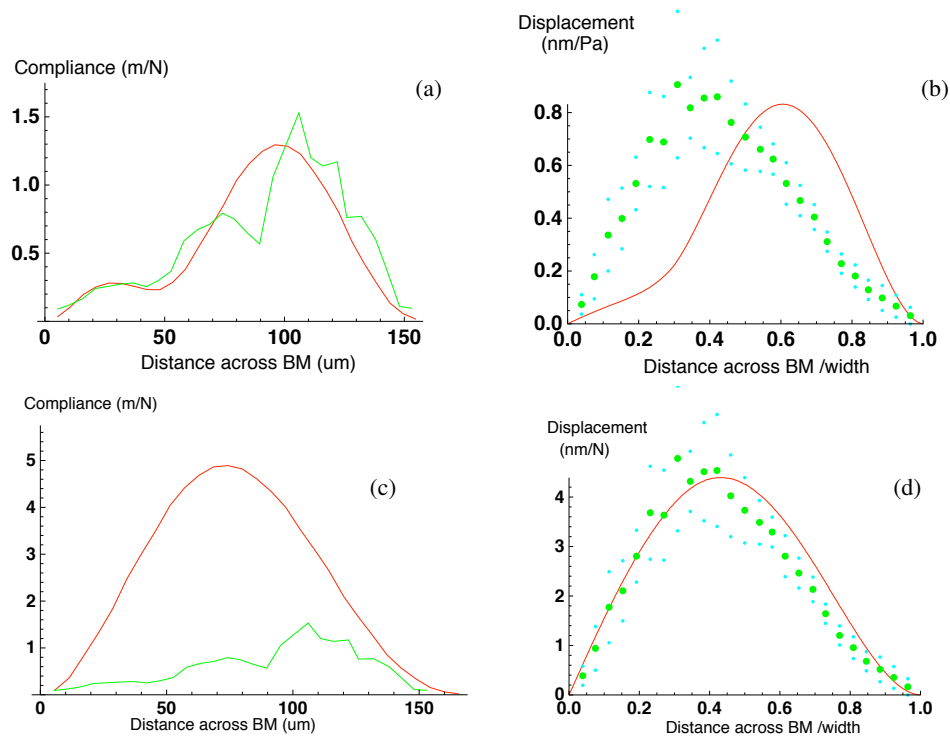 Compliance (m/N)
(a)
1.5
1.0
0.5
0
50
100
150
Distance across BM (um)
Displacement
(nm/Pa)
(b)
0.8
0.6
0.4
0.2
0.0
0.0
0.2
0.4
0.6
0.8
1.0
Distance across BM /width
Compliance (m/N)
(c)
5
4
3
2
1
0
50
100
150
Distance across BM (um)
Displacement
(nm/N)
(d)
4
3
2
1
0
0.0
0.2
0.4
0.6
0.8
1.0
Distance across BM /width